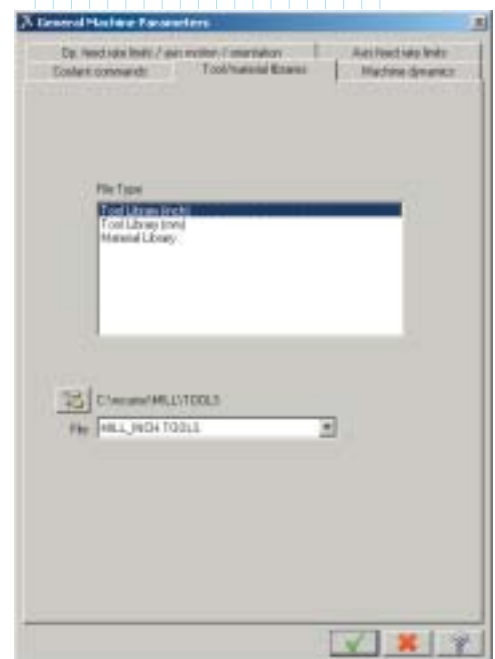 General Machine Parameters
Op. feed rate limits / axis motion / orientation
Axis feed rate limits
Coolant commands
Tool/material libraries
Machine dynamics
File Type
Tool Library (inch)
Tool Library (mm)
Material Library
C:\mcamx\MILL\TOOLS
File
MILL_INCH.TOOLS